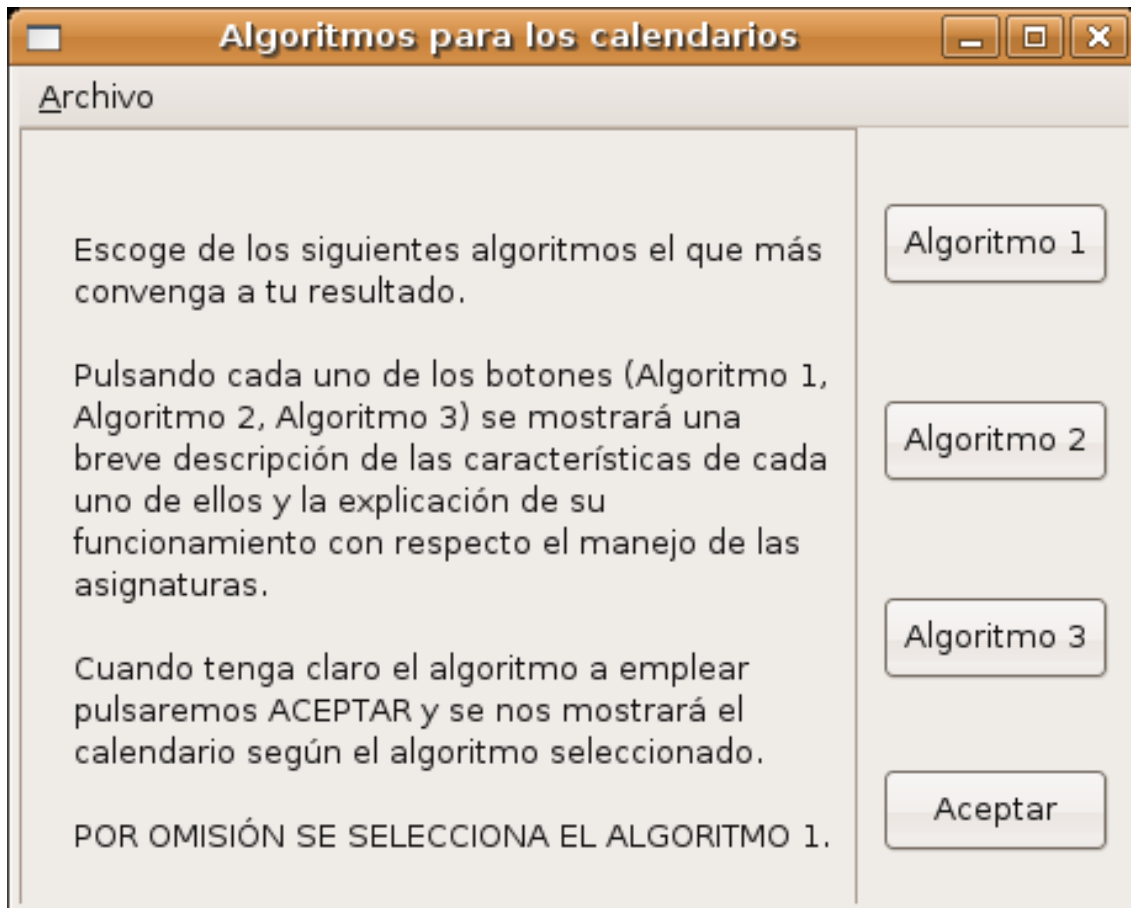 Algoritmos para los calendarios
Archivo
Escoge de los siguientes algoritmos el que más
convenga a tu resultado.
Pulsando cada uno de los botones (Algoritmo 1,
Algoritmo 2, Algoritmo 3) se mostrará una
breve descripción de las características de cada
uno de ellos y la explicación de su
funcionamiento con respecto el manejo de las
asignaturas.
Cuando tenga claro el algoritmo a emplear
pulsaremos ACEPTAR y se nos mostrará el
calendario según el algoritmo seleccionado.
POR OMISIÓN SE SELECCIONA EL ALGORITMO 1.
Algoritmo 1
Algoritmo 2
Algoritmo 3
Aceptar